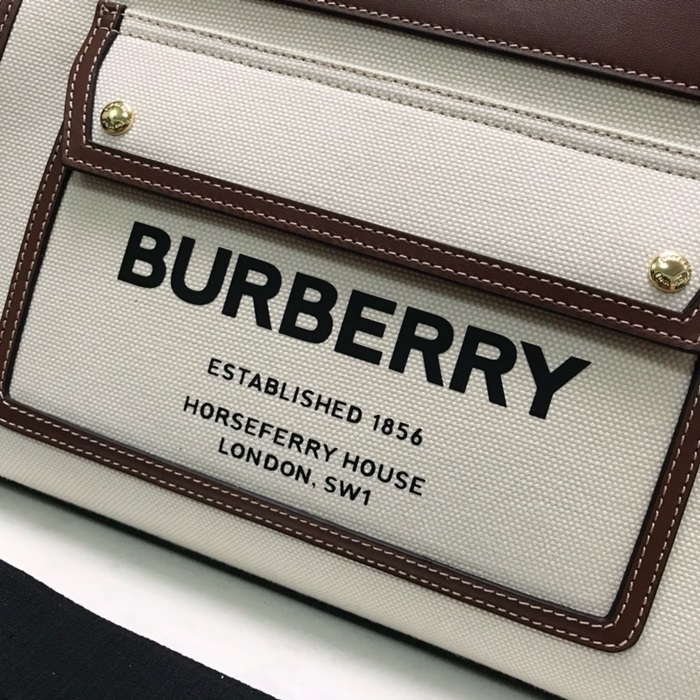 BURBERRY
ESTABLISHED 1856
HORSEFERRY HOUSE
LONDON, SW1